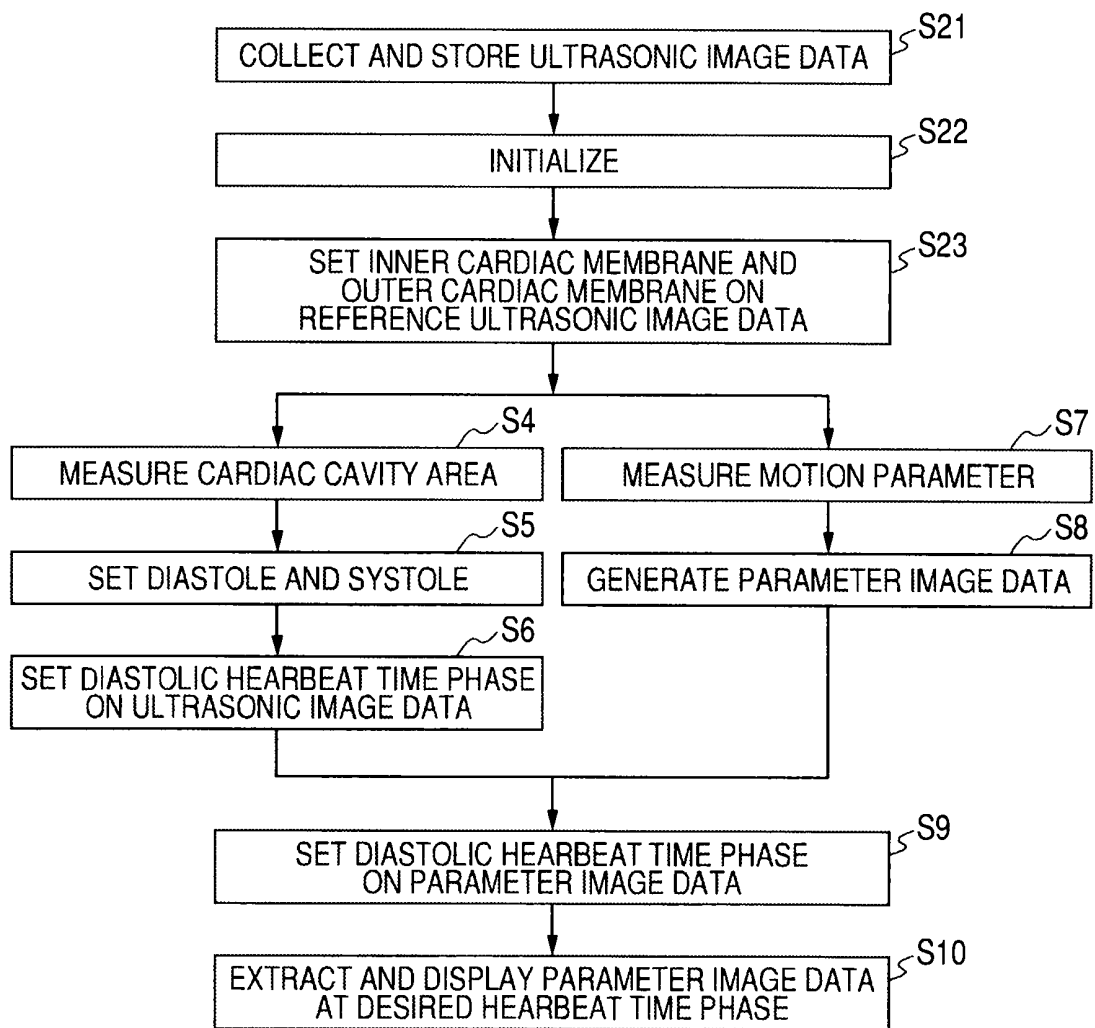 S21
COLLECT AND STORE ULTRASONIC IMAGE DATA
S22
INITIALIZE
S23
SET INNER CARDIAC MEMBRANE AND
OUTER CARDIAC MEMBRANE ON
REFERENCE ULTRASONIC IMAGE DATA
S4
MEASURE CARDIAC CAVITY AREA
S5
SET DIASTOLE AND SYSTOLE
S6
SET DIASTOLIC HEARBEAT TIME PHASE
ON ULTRASONIC IMAGE DATA
S7
MEASURE MOTION PARAMETER
S8
GENERATE PARAMETER IMAGE DATA
S9
SET DIASTOLIC HEARBEAT TIME PHASE
ON PARAMETER IMAGE DATA
S10
EXTRACT AND DISPLAY PARAMETER IMAGE DATA
AT DESIRED HEARBEAT TIME PHASE